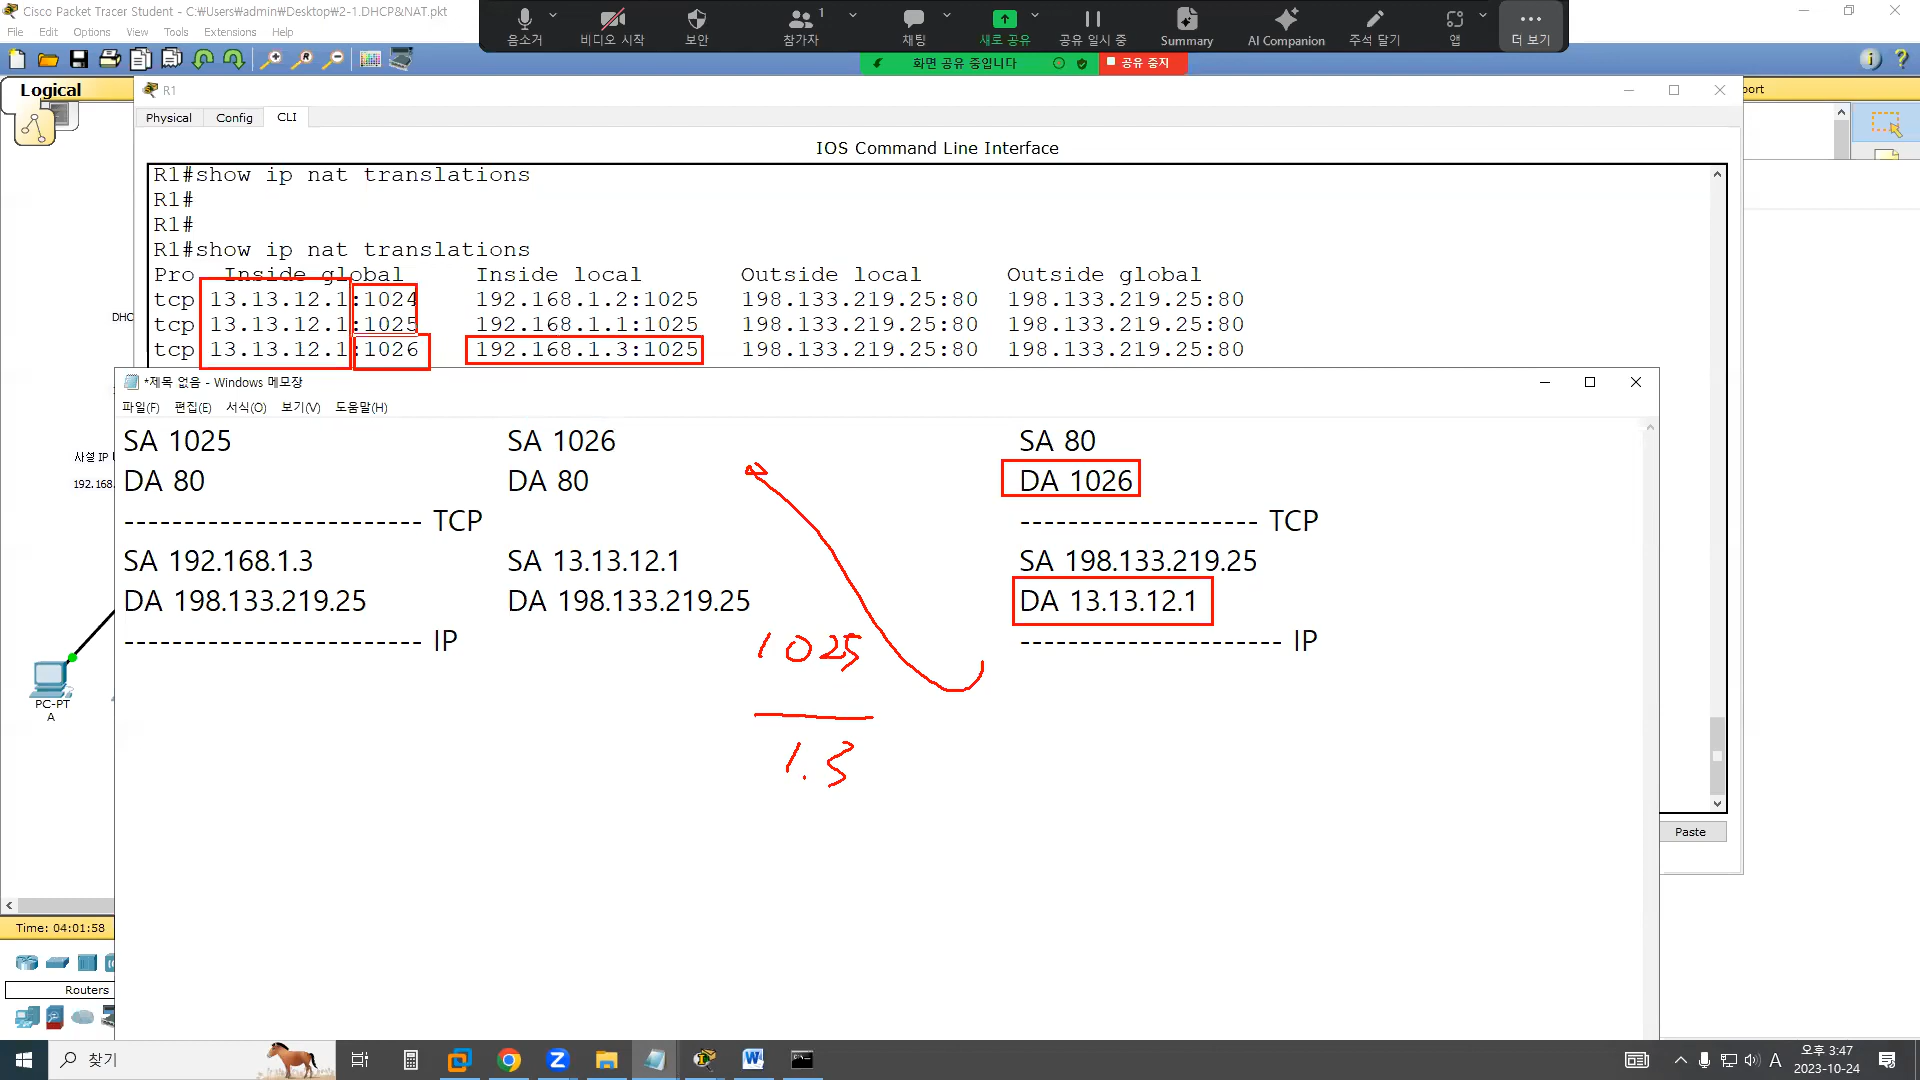 Cisco Packet Tracer Student - C:\Users\admin\Desktop\2-1.DHCP&NAT.pkt
File Edit Options View Tools Extensions Help
음소거 비디오 시작 보안 참가자 1 채팅 새로 공유 공유 일시 중 Summary AI Companion 주석 달기 앱 더 보기
화면 공유 중입니다 공유 중지
Logical
R1
ort
Physical Config CLI
IOS Command Line Interface
R1#show ip nat translations
R1#
R1#
R1#show ip nat translations
Pro Inside global Inside local Outside local Outside global
tcp 13.13.12.1:1024 192.168.1.2:1025 198.133.219.25:80 198.133.219.25:80
tcp 13.13.12.1:1025 192.168.1.1:1025 198.133.219.25:80 198.133.219.25:80
tcp 13.13.12.1:1026 192.168.1.3:1025 198.133.219.25:80 198.133.219.25:80
DHC
사설 IP
192.168.
PC-PT
A
*제목 없음 - Windows 메모장
파일(F) 편집(E) 서식(O) 보기(V) 도움말(H)
SA 1025 SA 1026 SA 80
DA 80 DA 80 DA 1026
------------------------- TCP -------------------- TCP
SA 192.168.1.3 SA 13.13.12.1 SA 198.133.219.25
DA 198.133.219.25 DA 198.133.219.25 DA 13.13.12.1
------------------------- IP ---------------------- IP
1025
1.3
Paste
Time: 04:01:58
Routers
찾기
A
오후 3:47
2023-10-24